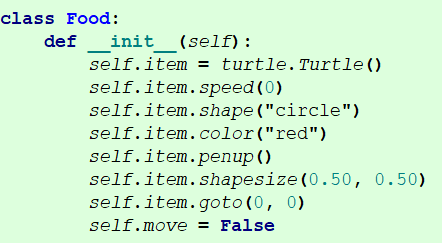 class Food:
    def __init__(self):
        self.item = turtle.Turtle()
        self.item.speed(0)
        self.item.shape("circle")
        self.item.color("red")
        self.item.penup()
        self.item.shapesize(0.50, 0.50)
        self.item.goto(0, 0)
        self.move = False